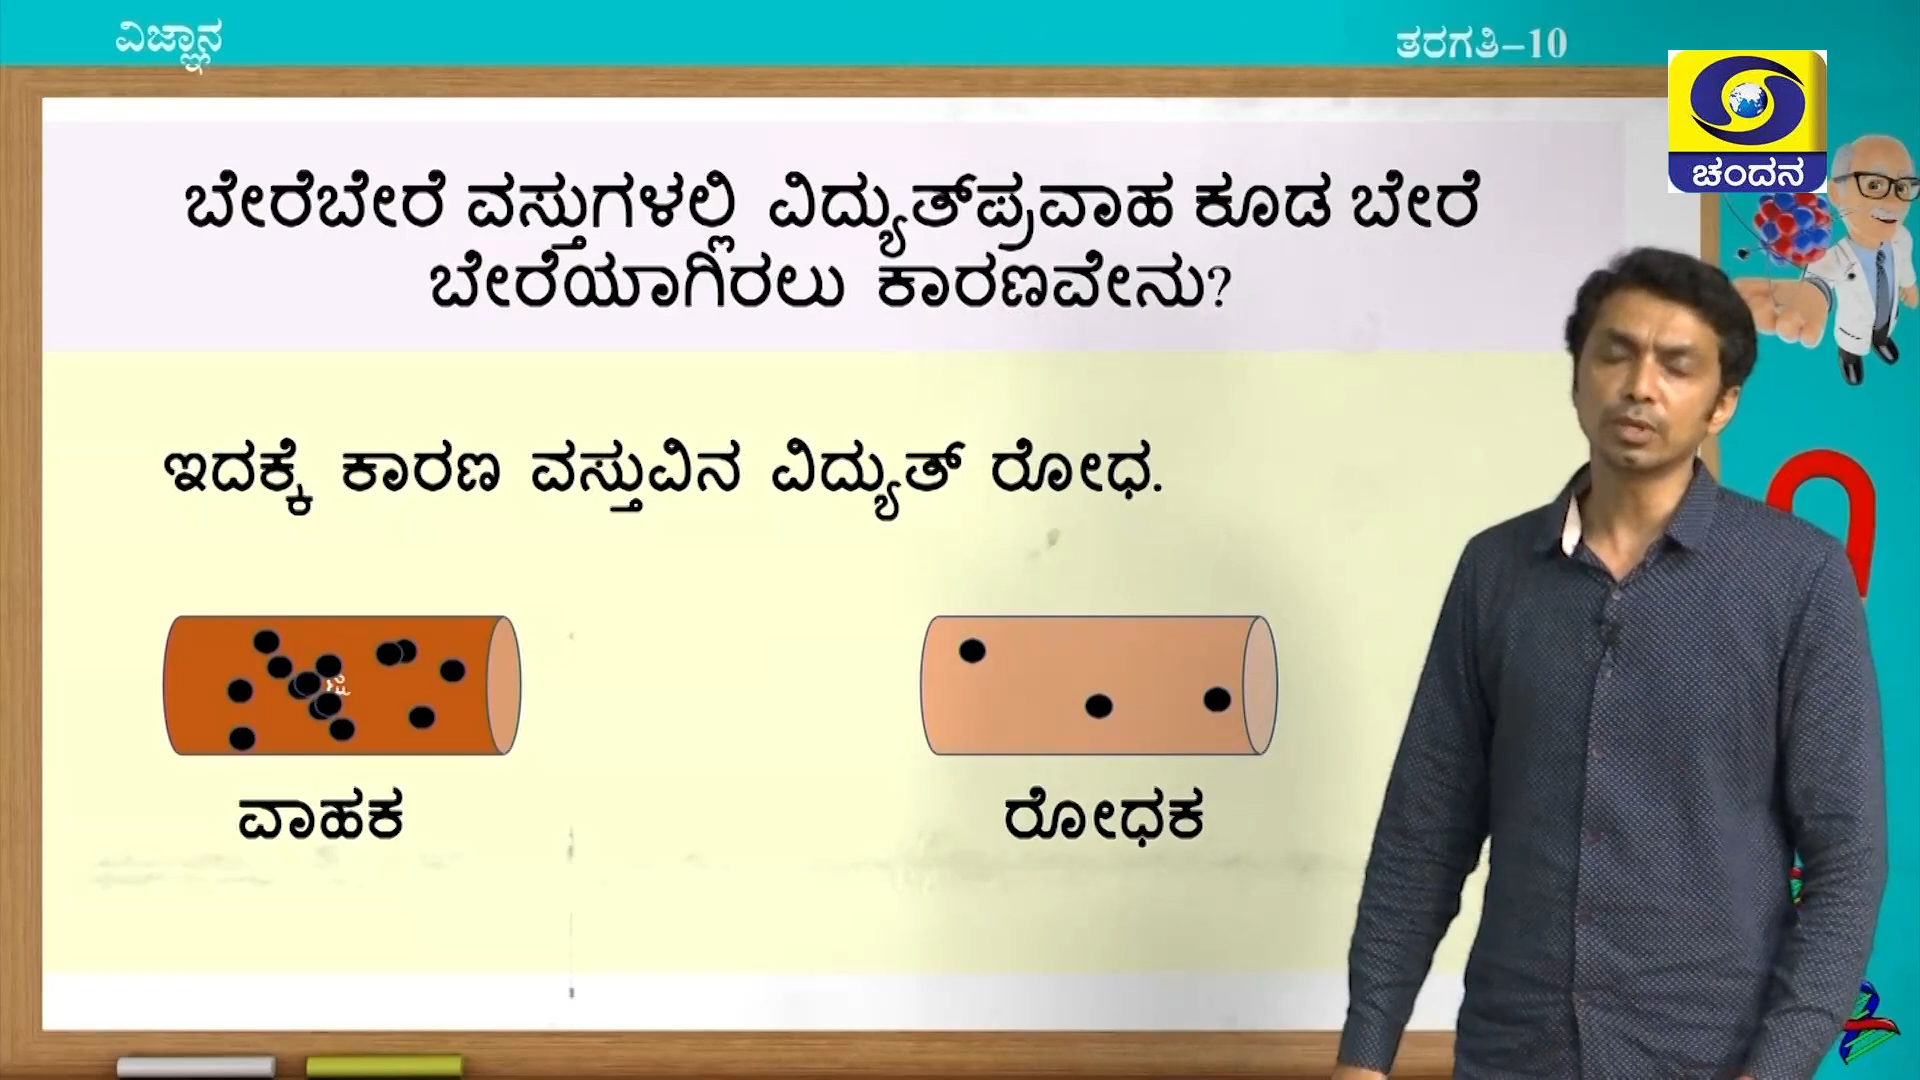 ವಿಜ್ಞಾನ
ತರಗತಿ–10
ಚಂದನ
ಬೇರೆಬೇರೆ ವಸ್ತುಗಳಲ್ಲಿ ವಿದ್ಯುತ್‌ಪ್ರವಾಹ ಕೂಡ ಬೇರೆ
ಬೇರೆಯಾಗಿರಲು ಕಾರಣವೇನು?
ಇದಕ್ಕೆ ಕಾರಣ ವಸ್ತುವಿನ ವಿದ್ಯುತ್ ರೋಧ.
ವಾಹಕ
ರೋಧಕ